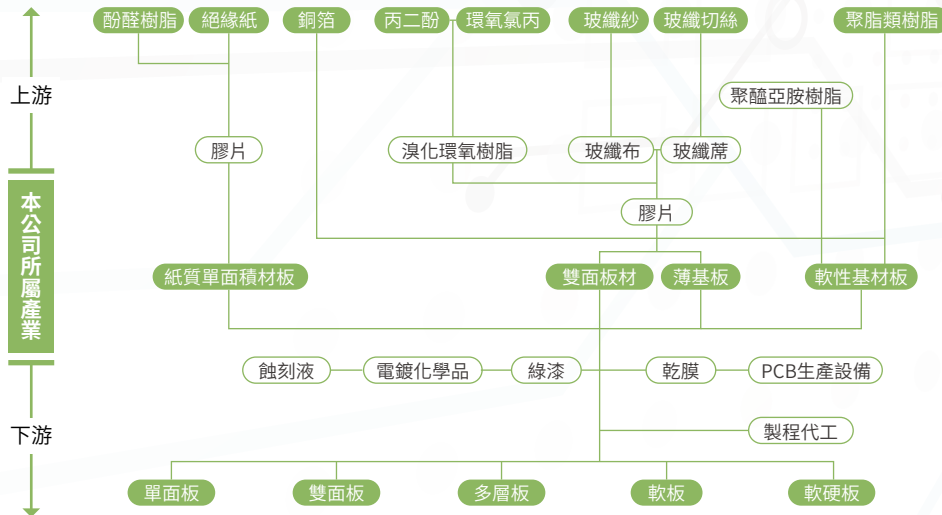 酚醛樹脂
絕緣紙
銅箔
丙二酚
環氧氯丙
玻纖紗
玻纖切絲
聚脂類樹脂
上游
聚醯亞胺樹脂
膠片
溴化環氧樹脂
玻纖布
玻纖蓆
膠片
本公司所屬產業
紙質單面積材板
雙面板材
薄基板
軟性基材板
蝕刻液
電鍍化學品
綠漆
乾膜
PCB生產設備
下游
製程代工
單面板
雙面板
多層板
軟板
軟硬板